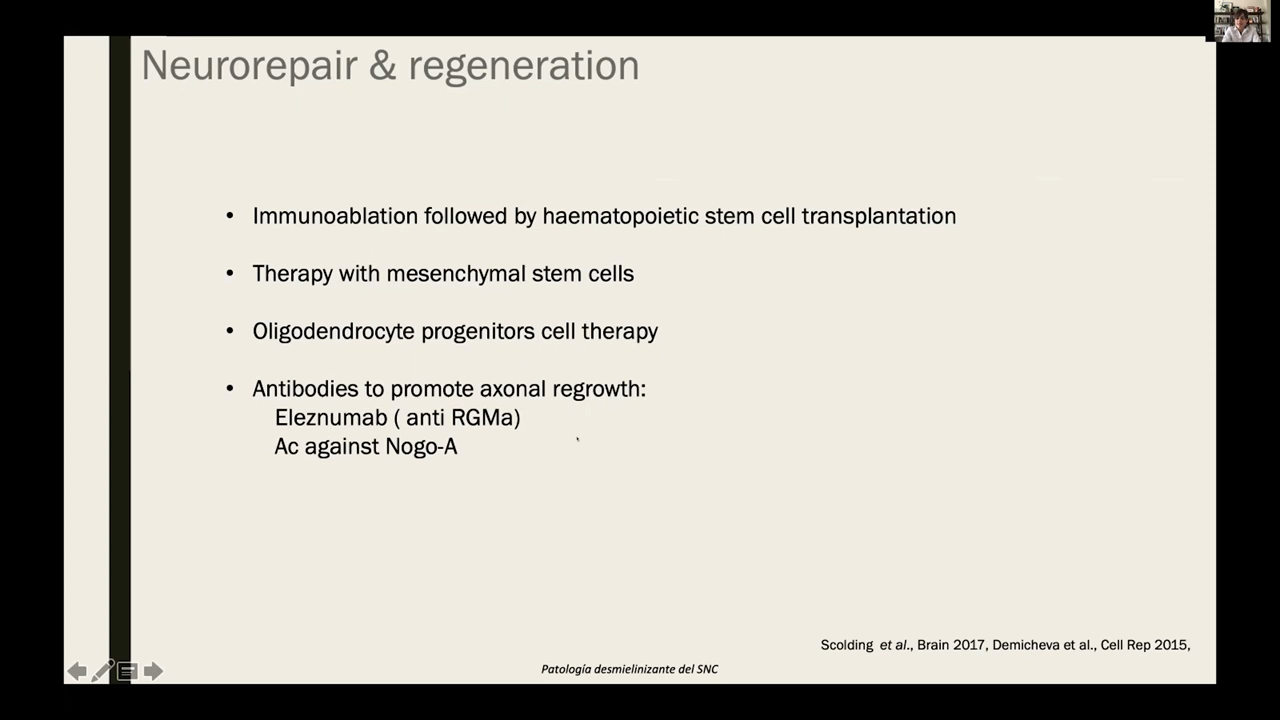 Neurorepair & regeneration
• Immunoablation followed by haematopoietic stem cell transplantation
• Therapy with mesenchymal stem cells
• Oligodendrocyte progenitors cell therapy
• Antibodies to promote axonal regrowth:
Eleznumab ( anti RGMa)
Ac against Nogo-A
Scolding et al., Brain 2017, Demicheva et al., Cell Rep 2015,
Patología desmielinizante del SNC